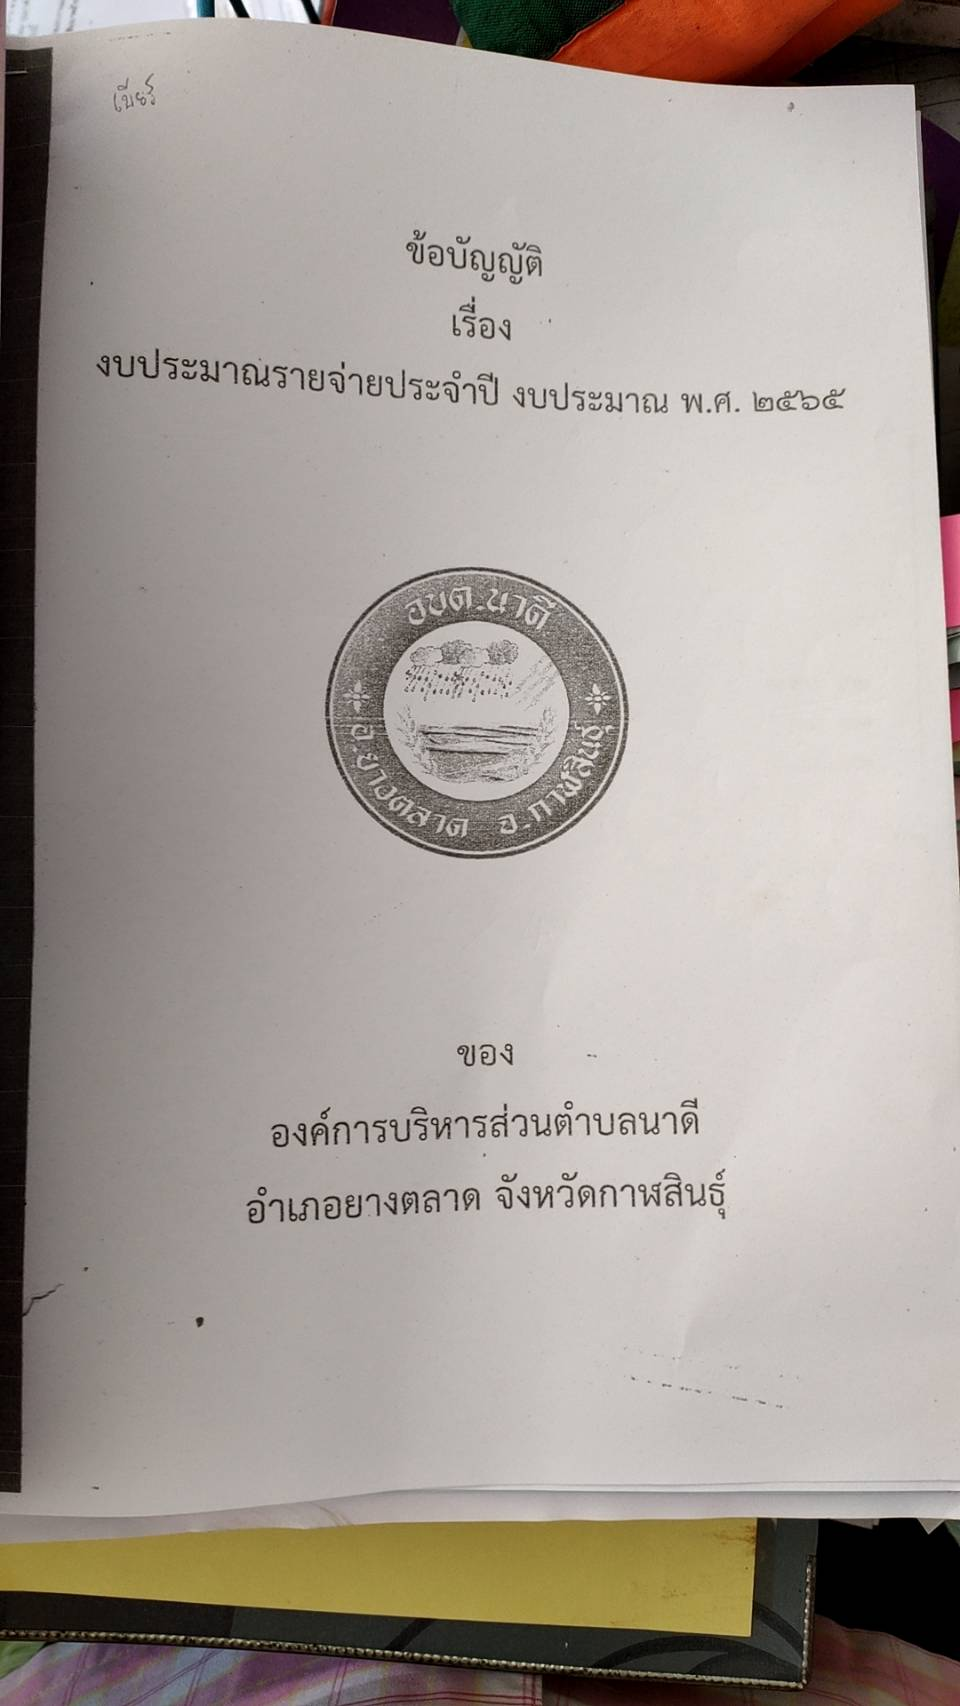 เบียร์
ข้อบัญญัติ
เรื่อง
งบประมาณรายจ่ายประจำปี งบประมาณ พ.ศ. ๒๕๖๕
อบต.นาดี
อ.ยางตลาด จ.กาฬสินธุ์
ของ
องค์การบริหารส่วนตำบลนาดี
อำเภอยางตลาด จังหวัดกาฬสินธุ์